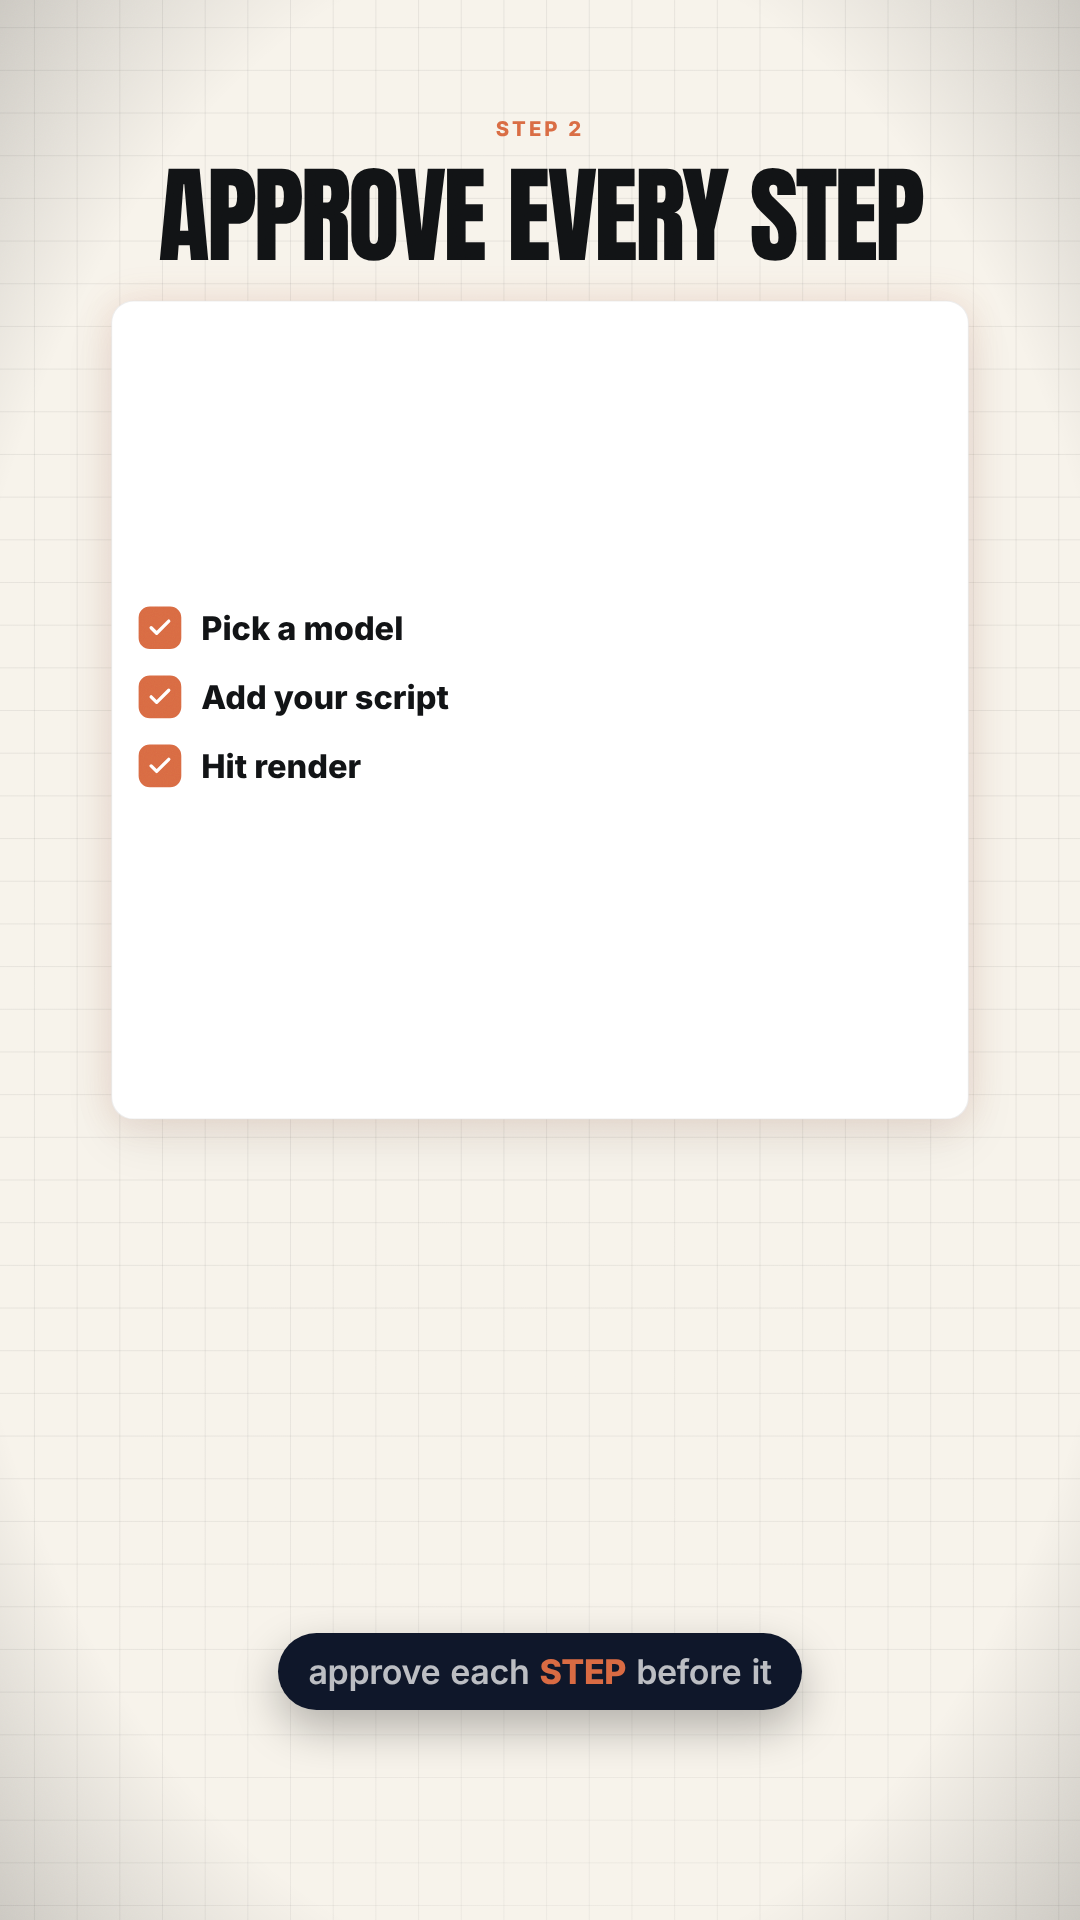 STEP 2
APPROVE EVERY STEP
Pick a model
Add your script
Hit render
approve each STEP before it